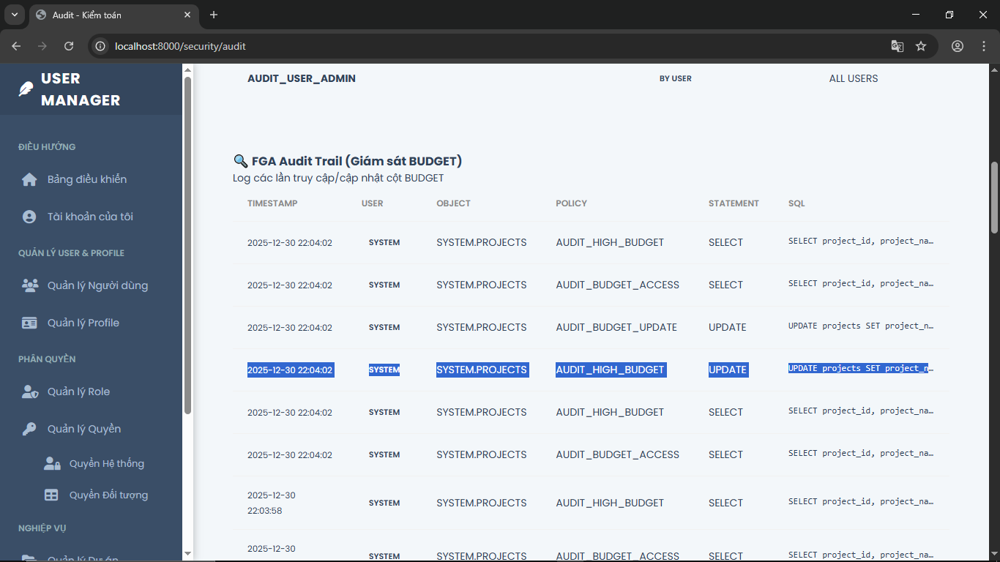 Audit - Kiểm toán
localhost:8000/security/audit
USER
MANAGER
ĐIỀU HƯỚNG
Bảng điều khiển
Tài khoản của tôi
QUẢN LÝ USER & PROFILE
Quản lý Người dùng
Quản lý Profile
PHÂN QUYỀN
Quản lý Role
Quản lý Quyền
Quyền Hệ thống
Quyền Đối tượng
NGHIỆP VỤ
Quản lý Dự án
AUDIT_USER_ADMIN BY USER ALL USERS
FGA Audit Trail (Giám sát BUDGET)
Log các lần truy cập/cập nhật cột BUDGET
TIMESTAMP USER OBJECT POLICY STATEMENT SQL
2025-12-30 22:04:02 SYSTEM SYSTEM.PROJECTS AUDIT_HIGH_BUDGET SELECT SELECT project_id, project_na…
2025-12-30 22:04:02 SYSTEM SYSTEM.PROJECTS AUDIT_BUDGET_ACCESS SELECT SELECT project_id, project_na…
2025-12-30 22:04:02 SYSTEM SYSTEM.PROJECTS AUDIT_BUDGET_UPDATE UPDATE UPDATE projects SET project_n…
2025-12-30 22:04:02 SYSTEM SYSTEM.PROJECTS AUDIT_HIGH_BUDGET UPDATE UPDATE projects SET project_n…
2025-12-30 22:04:02 SYSTEM SYSTEM.PROJECTS AUDIT_HIGH_BUDGET SELECT SELECT project_id, project_na…
2025-12-30 22:04:02 SYSTEM SYSTEM.PROJECTS AUDIT_BUDGET_ACCESS SELECT SELECT project_id, project_na…
2025-12-30
22:03:58 SYSTEM SYSTEM.PROJECTS AUDIT_HIGH_BUDGET SELECT SELECT project_id, project_na…
2025-12-30
SYSTEM SYSTEM.PROJECTS AUDIT_BUDGET_ACCESS SELECT SELECT project_id, project_na…